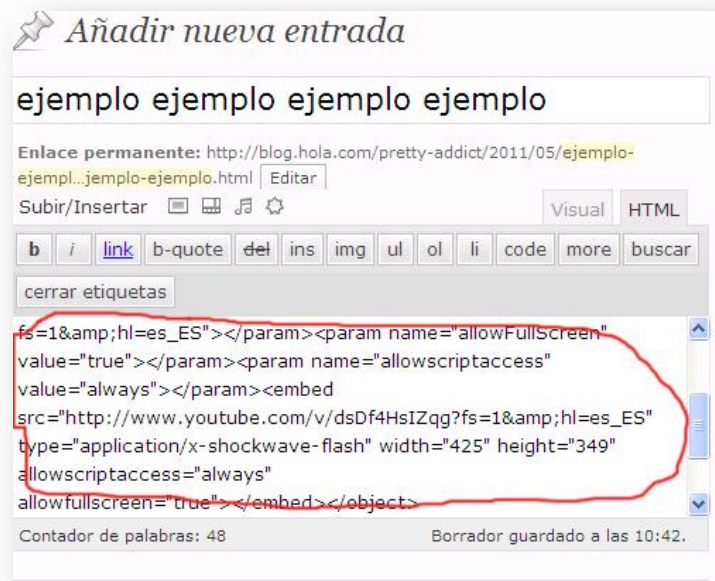 Añadir nueva entrada
ejemplo ejemplo ejemplo ejemplo
Enlace permanente: http://blog.hola.com/pretty-addict/2011/05/ejemplo-
ejempl...jemplo-ejemplo.html Editar
Subir/Insertar Visual HTML
b i link b-quote del ins img ul ol li code more buscar
cerrar etiquetas
fs=1&amp;hl=es_ES"></param><param name="allowFullScreen"
value="true"></param><param name="allowscriptaccess"
value="always"></param><embed
src="http://www.youtube.com/v/dsDf4HsIZqg?fs=1&amp;hl=es_ES"
type="application/x-shockwave-flash" width="425" height="349"
allowscriptaccess="always"
allowfullscreen="true"></embed></object>
Contador de palabras: 48 Borrador guardado a las 10:42.